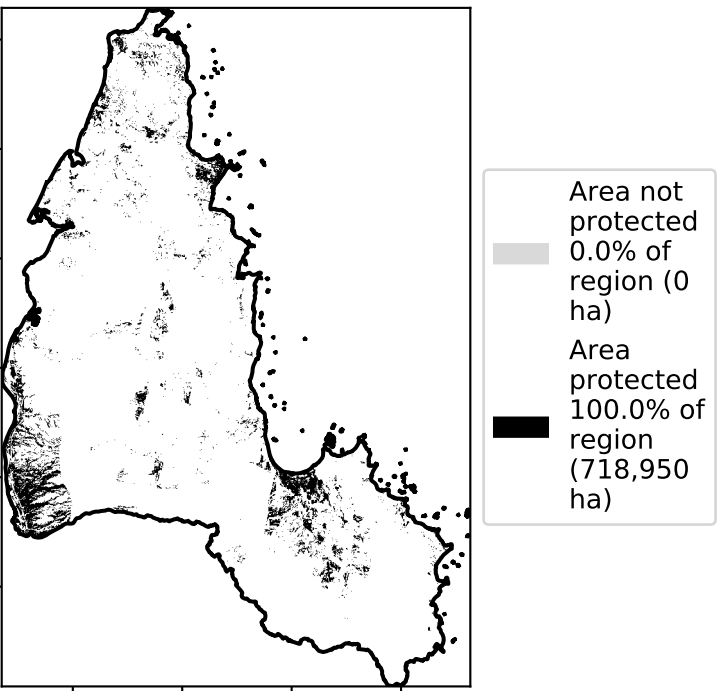 Area not
protected
0.0% of
region (0
ha)
Area
protected
100.0% of
region
(718,950
ha)